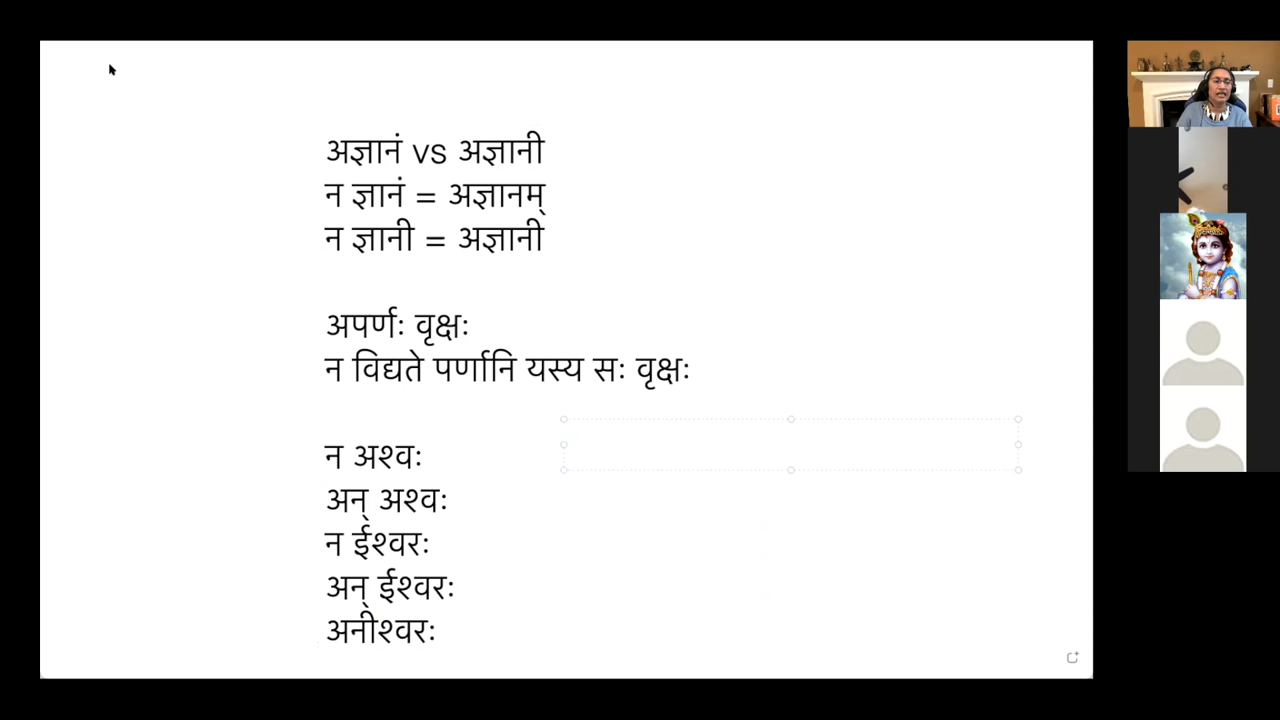 अज्ञानं vs अज्ञानी
न ज्ञानं = अज्ञानम्
न ज्ञानी = अज्ञानी
अपर्णः वृक्षः
न विद्यते पर्णानि यस्य सः वृक्षः
न अश्वः
अन् अश्वः
न ईश्वरः
अन् ईश्वरः
अनीश्वरः